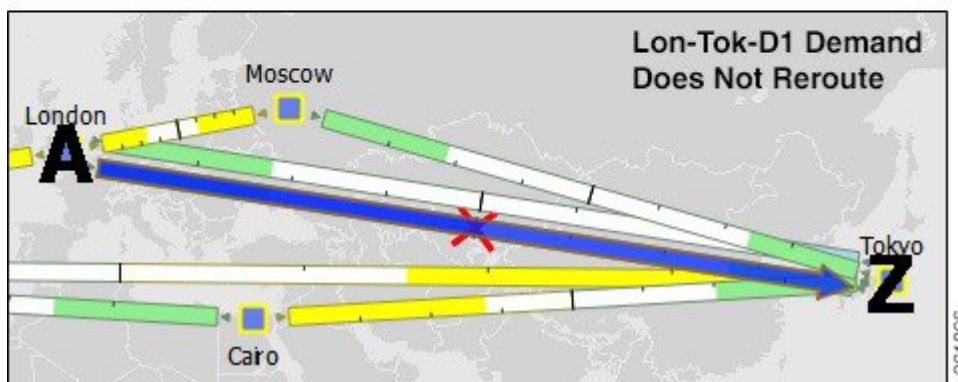 Lon-Tok-D1 Demand
Does Not Reroute
Moscow
London
A
Tokyo
Z
Cairo